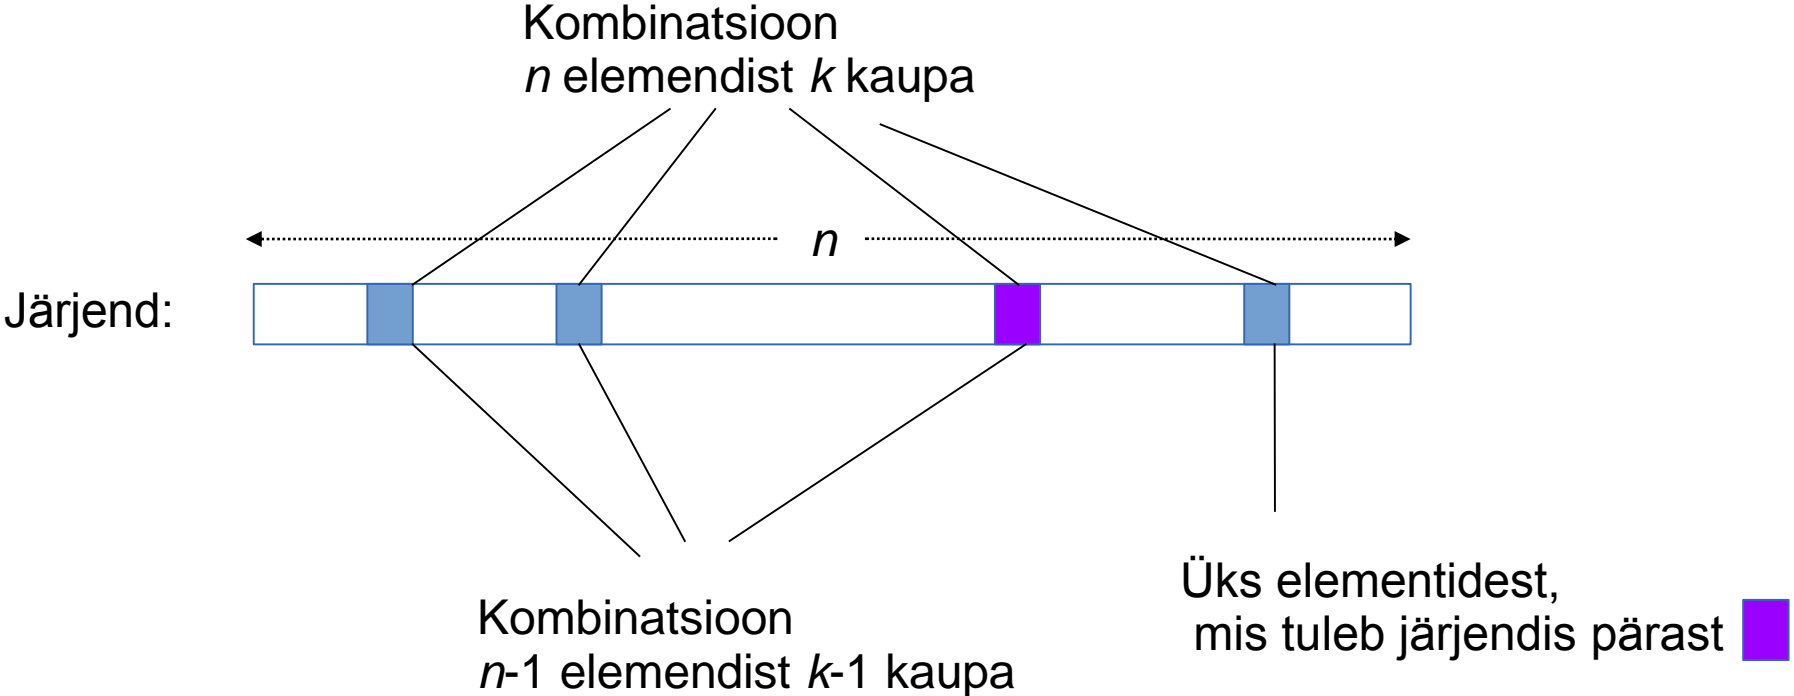 Kombinatsioon
n elemendist k kaupa
n
Järjend:
Kombinatsioon
n-1 elemendist k-1 kaupa
Üks elementidest,
mis tuleb järjendis pärast